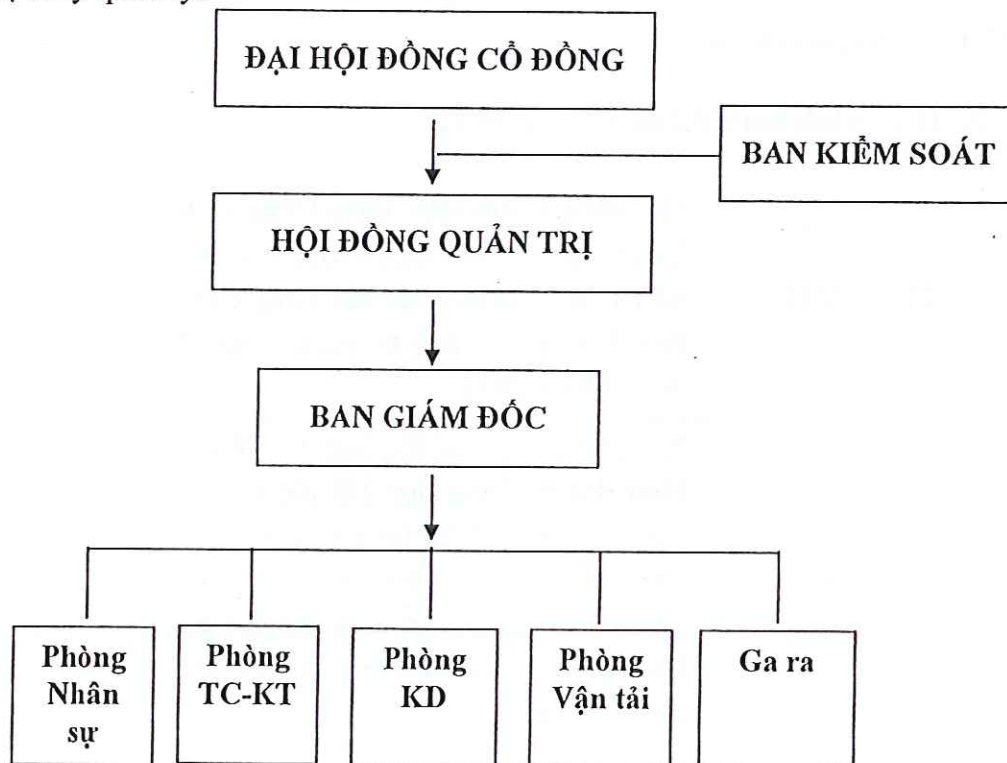 ĐẠI HỘI ĐỒNG CỔ ĐỒNG
BAN KIỂM SOÁT
HỘI ĐỒNG QUẢN TRỊ
BAN GIÁM ĐỐC
Phòng
Nhân
sự
Phòng
TC-KT
Phòng
KD
Phòng
Vận tải
Ga ra